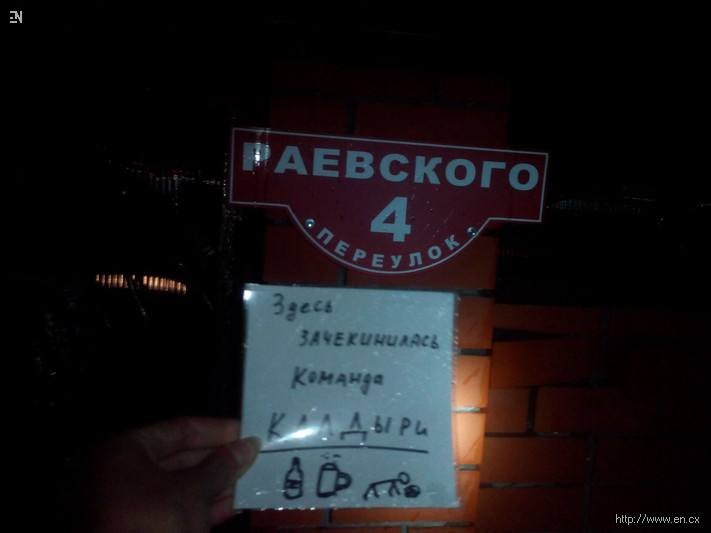 EN
РАЕВСКОГО
4
ПЕРЕУЛОК
Здесь
ЗАЧЕКИНИЛАСЬ
Команда
КАЛДЫРИ
http://www.en.cx